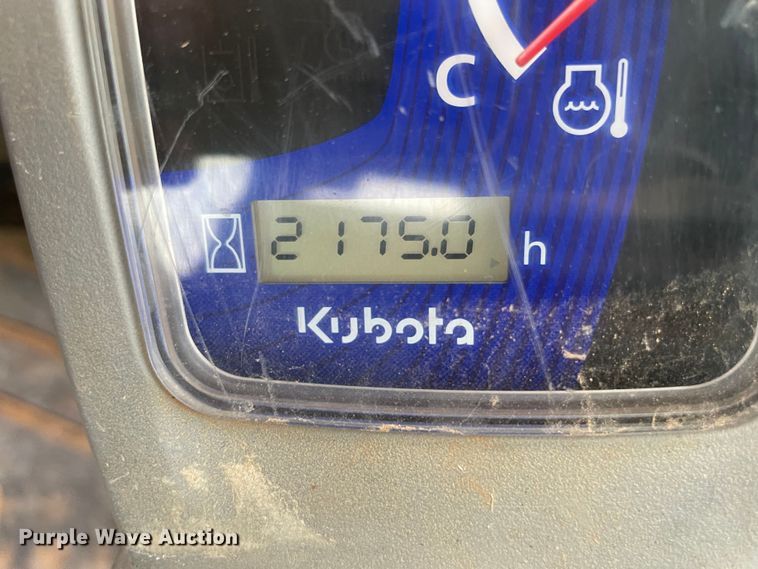 C
2175.0 h
Kubota
Purple Wave Auction